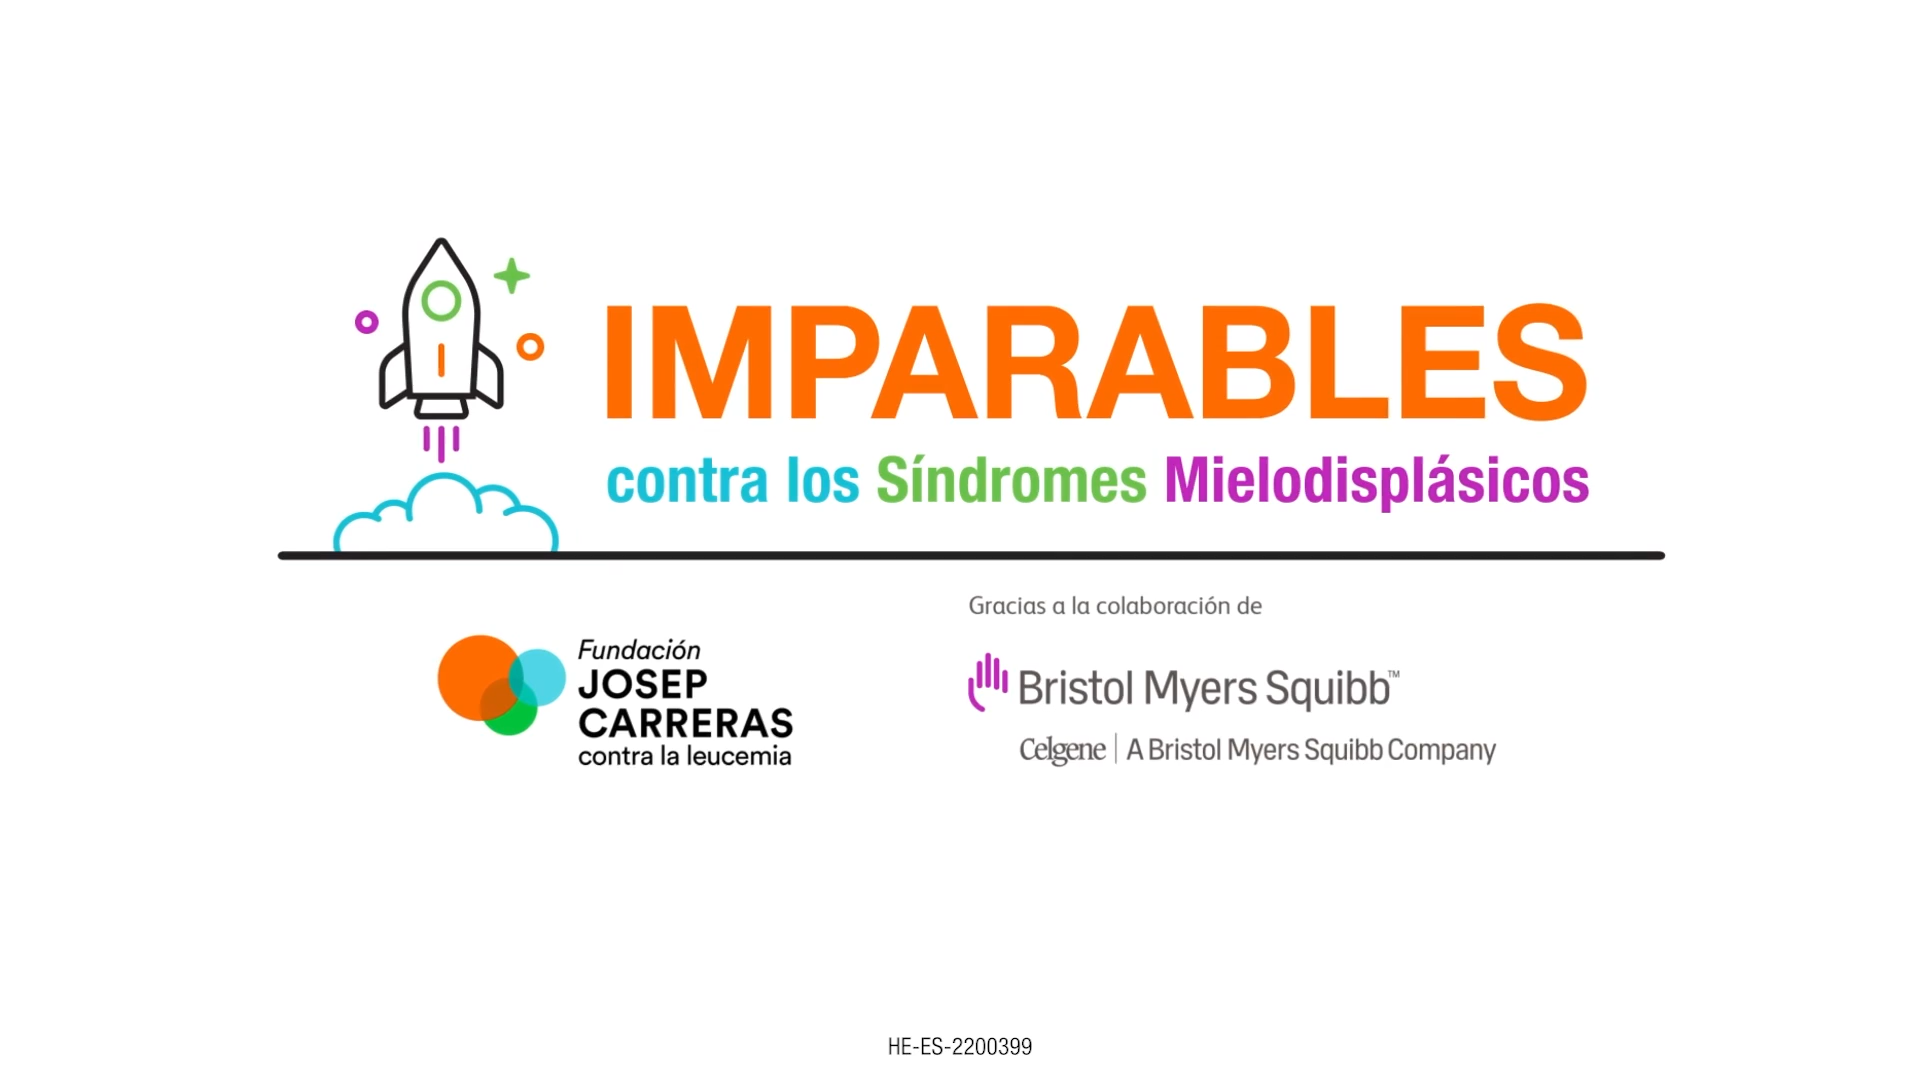 IMPARABLES
contra los Síndromes Mielodisplásicos
Fundación
JOSEP
CARRERAS
contra la leucemia
Gracias a la colaboración de
Bristol Myers Squibb™
Celgene | A Bristol Myers Squibb Company
HE-ES-2200399